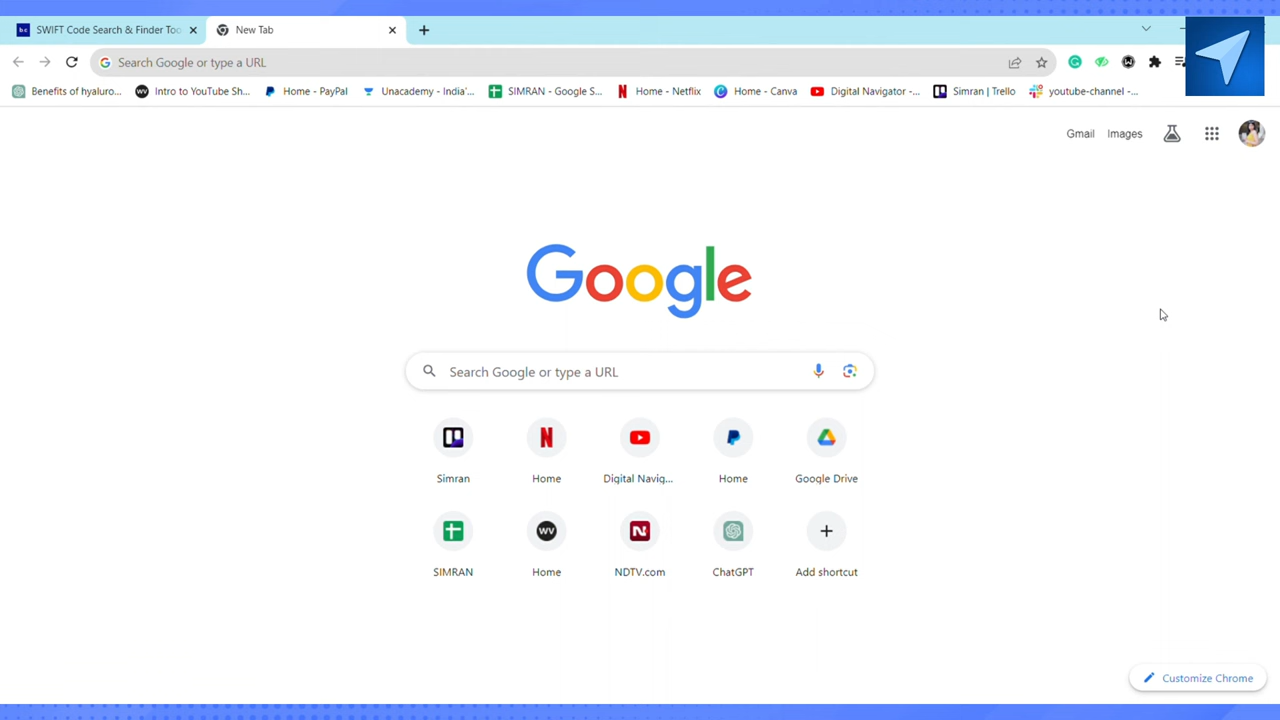 bc SWIFT Code Search & Finder Too
New Tab
Search Google or type a URL
Benefits of hyaluro...
WV Intro to YouTube Sh...
Home - PayPal
Unacademy - India'...
SIMRAN - Google S...
Home - Netflix
Home - Canva
Digital Navigator -...
Simran | Trello
youtube-channel -...
Gmail
Images
Google
Search Google or type a URL
Simran
N
Home
Digital Navig...
Home
Google Drive
SIMRAN
WV
Home
N
NDTV.com
ChatGPT
Add shortcut
Customize Chrome